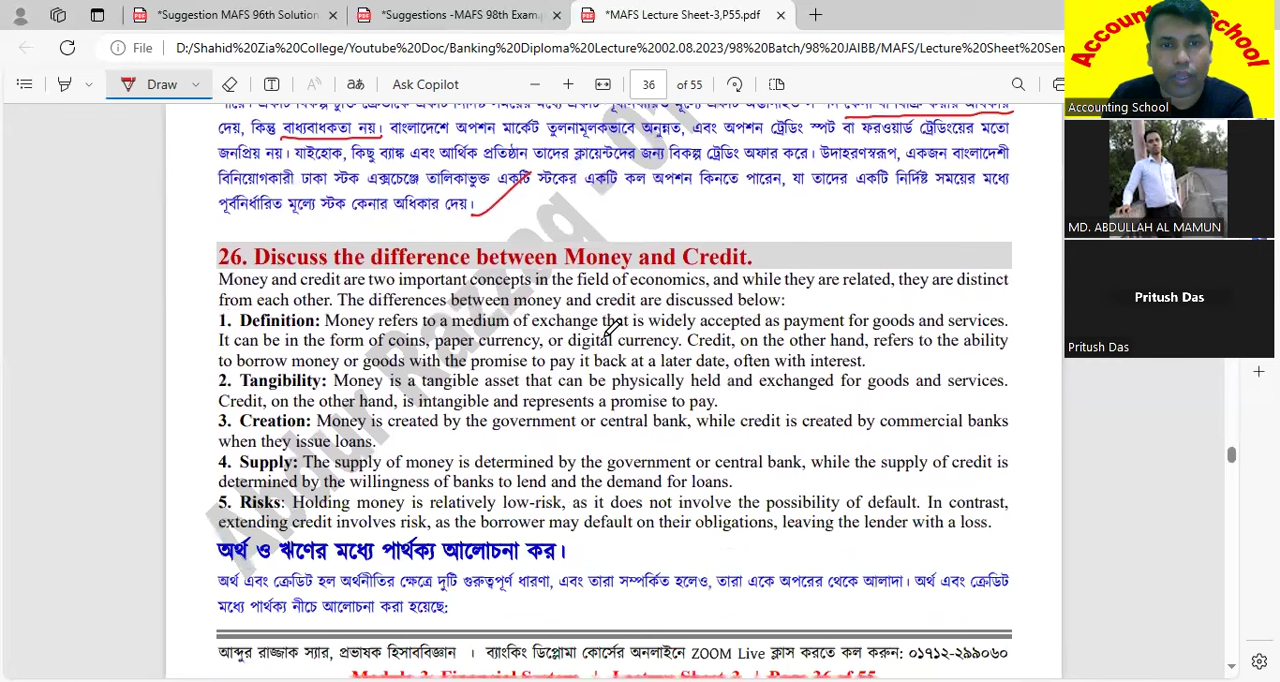 *Suggestion MAFS 96th Solution
*Suggestions -MAFS 98th Exam.p
*MAFS Lecture Sheet-3,P55.pdf
File
D:/Shahid%20Zia%20College/Youtube%20Doc/Banking%20Diploma%20Lecture%2002.08.2023/98%20Batch/98%20JAIBB/MAFS/Lecture%20Sheet%20Sen
Draw
Ask Copilot
36 of 55
দেয়, কিন্তু বাধ্যবাধকতা নয়। বাংলাদেশে অপশন মার্কেট তুলনামূলকভাবে অনুন্নত, এবং অপশন ট্রেডিং স্পট বা ফরওয়ার্ড ট্রেডিংয়ের মতো
জনপ্রিয় নয়। যাইহোক, কিছু ব্যাঙ্ক এবং আর্থিক প্রতিষ্ঠান তাদের ক্লায়েন্টদের জন্য বিকল্প ট্রেডিং অফার করে। উদাহরণস্বরূপ, একজন বাংলাদেশী
বিনিয়োগকারী ঢাকা স্টক এক্সচেঞ্জে তালিকাভুক্ত একটি স্টকের একটি কল অপশন কিনতে পারেন, যা তাদের একটি নির্দিষ্ট সময়ের মধ্যে
পূর্বনির্ধারিত মূল্যে স্টক কেনার অধিকার দেয়।
26. Discuss the difference between Money and Credit.
Money and credit are two important concepts in the field of economics, and while they are related, they are distinct
from each other. The differences between money and credit are discussed below:
1. Definition: Money refers to a medium of exchange that is widely accepted as payment for goods and services.
It can be in the form of coins, paper currency, or digital currency. Credit, on the other hand, refers to the ability
to borrow money or goods with the promise to pay it back at a later date, often with interest.
2. Tangibility: Money is a tangible asset that can be physically held and exchanged for goods and services.
Credit, on the other hand, is intangible and represents a promise to pay.
3. Creation: Money is created by the government or central bank, while credit is created by commercial banks
when they issue loans.
4. Supply: The supply of money is determined by the government or central bank, while the supply of credit is
determined by the willingness of banks to lend and the demand for loans.
5. Risks: Holding money is relatively low-risk, as it does not involve the possibility of default. In contrast,
extending credit involves risk, as the borrower may default on their obligations, leaving the lender with a loss.
অর্থ ও ঋণের মধ্যে পার্থক্য আলোচনা কর।
অর্থ এবং ক্রেডিট হল অর্থনীতির ক্ষেত্রে দুটি গুরুত্বপূর্ণ ধারণা, এবং তারা সম্পর্কিত হলেও, তারা একে অপরের থেকে আলাদা। অর্থ এবং ক্রেডিট
মধ্যে পার্থক্য নীচে আলোচনা করা হয়েছে:
আব্দুর রাজ্জাক স্যার, প্রভাষক হিসাববিজ্ঞান । ব্যাংকিং ডিপ্লোমা কোর্সের অনলাইনে ZOOM Live ক্লাস করতে কল করুন: ০১৭১২-২৯৯০৬০
Module 3: Financial System | Lecture Sheet 3 | Page 36 of 55
Abdur Razzaq - 01
Accounting School
Accounting School
MD. ABDULLAH AL MAMUN
Pritush Das
Pritush Das